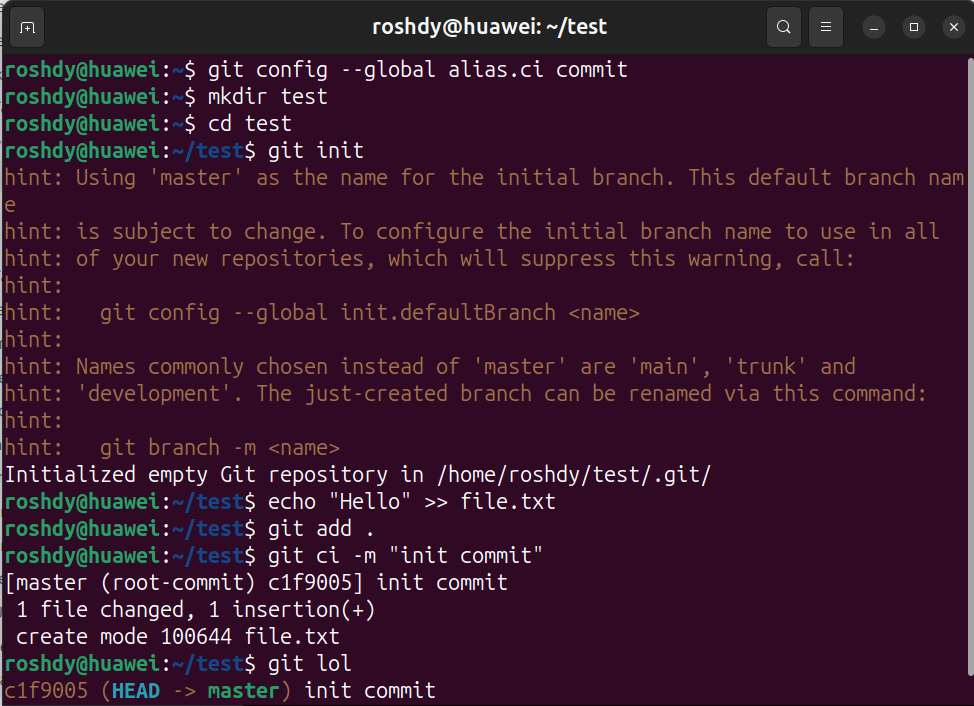 roshdy@huawei: ~/test
roshdy@huawei:~$ git config --global alias.ci commit
roshdy@huawei:~$ mkdir test
roshdy@huawei:~$ cd test
roshdy@huawei:~/test$ git init
hint: Using 'master' as the name for the initial branch. This default branch nam
e
hint: is subject to change. To configure the initial branch name to use in all
hint: of your new repositories, which will suppress this warning, call:
hint:
hint:   git config --global init.defaultBranch <name>
hint:
hint: Names commonly chosen instead of 'master' are 'main', 'trunk' and
hint: 'development'. The just-created branch can be renamed via this command:
hint:
hint:   git branch -m <name>
Initialized empty Git repository in /home/roshdy/test/.git/
roshdy@huawei:~/test$ echo "Hello" >> file.txt
roshdy@huawei:~/test$ git add .
roshdy@huawei:~/test$ git ci -m "init commit"
[master (root-commit) c1f9005] init commit
 1 file changed, 1 insertion(+)
 create mode 100644 file.txt
roshdy@huawei:~/test$ git lol
c1f9005 (HEAD -> master) init commit